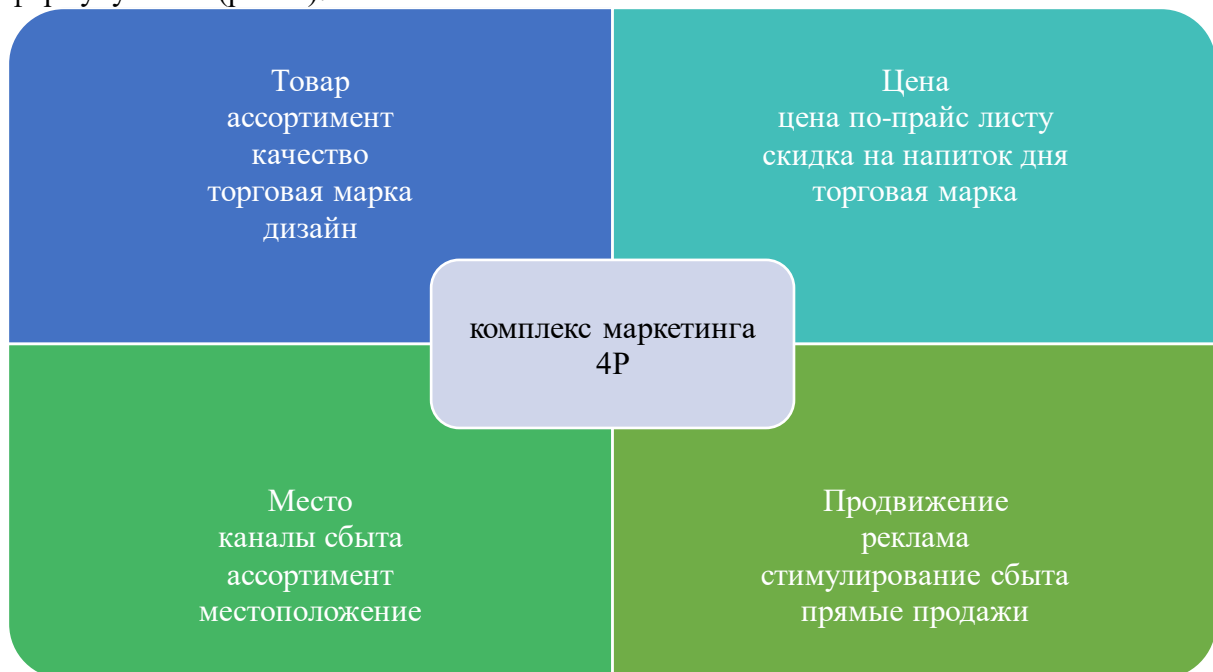 Товар
ассортимент
качество
торговая марка
дизайн
Цена
цена по-прайс листу
скидка на напиток дня
торговая марка
комплекс маркетинга
4P
Место
каналы сбыта
ассортимент
местоположение
Продвижение
реклама
стимулирование сбыта
прямые продажи